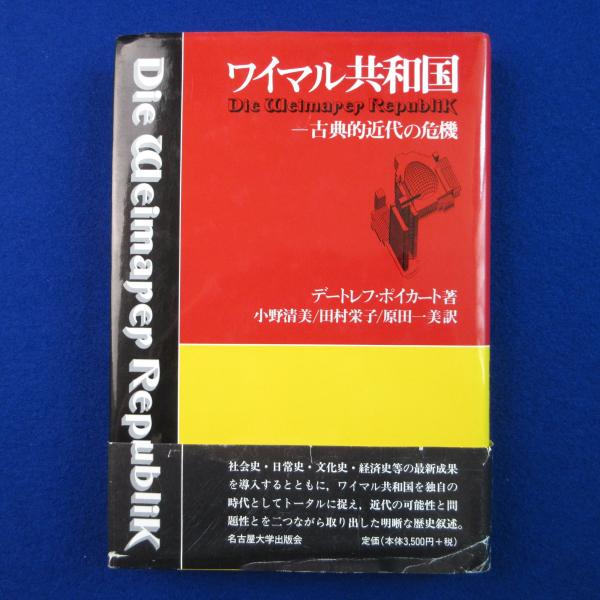 Die Weimarer Republik
ワイマル共和国
Die Weimarer Republik
—古典的近代の危機
デートレフ・ポイカート著
小野清美/田村栄子/原田一美訳
社会史・日常史・文化史・経済史等の最新成果
を導入するとともに，ワイマル共和国を独自の
時代としてトータルに捉え，近代の可能性と問
題性とを二つながら取り出した明晰な歴史叙述。
名古屋大学出版会 定価（本体3,500円＋税）